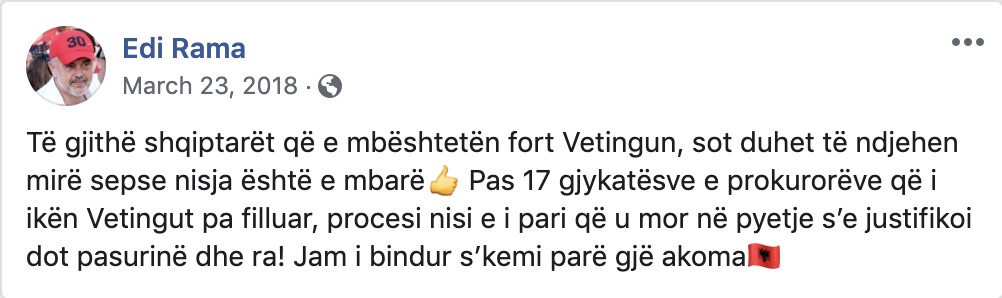 30
Edi Rama
March 23, 2018 ·
Të gjithë shqiptarët që e mbështetën fort Vetingun, sot duhet të ndjehen
mirë sepse nisja është e mbarë👍 Pas 17 gjykatësve e prokurorëve që i
ikën Vetingut pa filluar, procesi nisi e i pari që u mor në pyetje s’e justifikoi
dot pasurinë dhe ra! Jam i bindur s’kemi parë gjë akoma🇦🇱